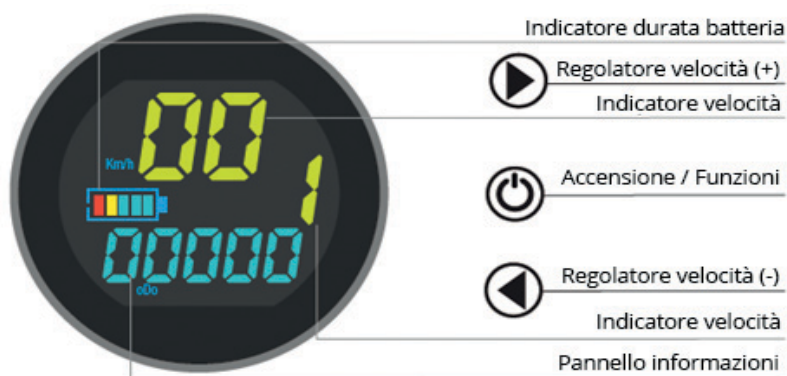 Indicatore durata batteria
Regolatore velocità (+)
Indicatore velocità
00
Km/h
1
Accensione / Funzioni
00000
oDo
Regolatore velocità (-)
Indicatore velocità
Pannello informazioni